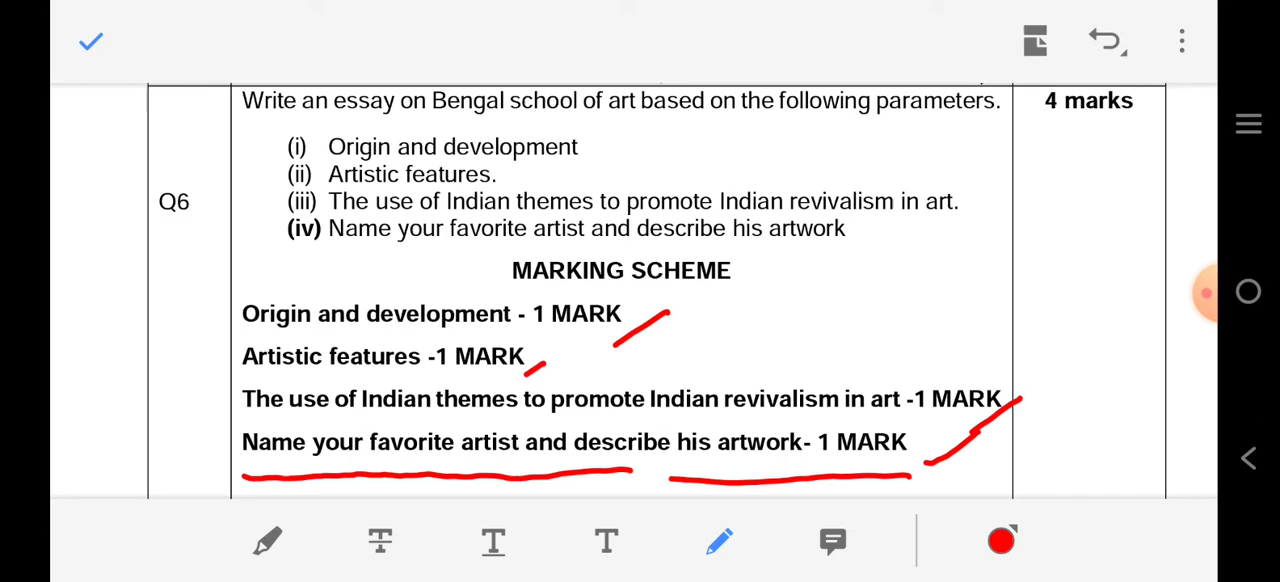 Write an essay on Bengal school of art based on the following parameters.
4 marks
(i) Origin and development
(ii) Artistic features.
Q6
(iii) The use of Indian themes to promote Indian revivalism in art.
(iv) Name your favorite artist and describe his artwork
MARKING SCHEME
Origin and development - 1 MARK
Artistic features -1 MARK
The use of Indian themes to promote Indian revivalism in art -1 MARK
Name your favorite artist and describe his artwork- 1 MARK
T
T
T